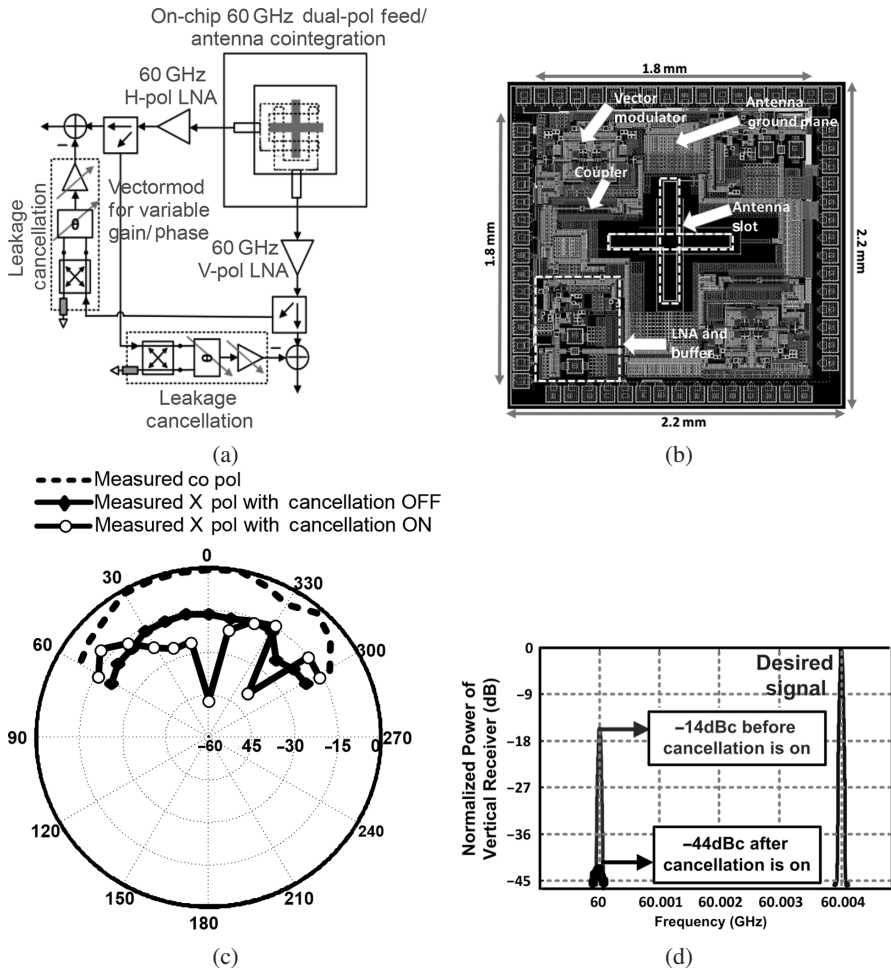 On-chip 60 GHz dual-pol feed/
antenna cointegration
60 GHz
H-pol LNA
Leakage
cancellation
Vectormod
for variable
gain/phase
θ
60 GHz
V-pol LNA
θ
Leakage
cancellation
(a)
1.8 mm
Vector
modulator
Antenna
ground plane
Coupler
Antenna
slot
1.8 mm
2.2 mm
LNA and
buffer
2.2 mm
(b)
Measured co pol
Measured X pol with cancellation OFF
Measured X pol with cancellation ON
0
30
330
60
300
90
270
−60 45 −30 −15 0
120
240
150
210
180
(c)
0
−9
−18
−27
−36
−45
Normalized Power of
Vertical Receiver (dB)
Desired
signal
−14dBc before
cancellation is on
−44dBc after
cancellation is on
60 60.001 60.002 60.003 60.004
Frequency (GHz)
(d)